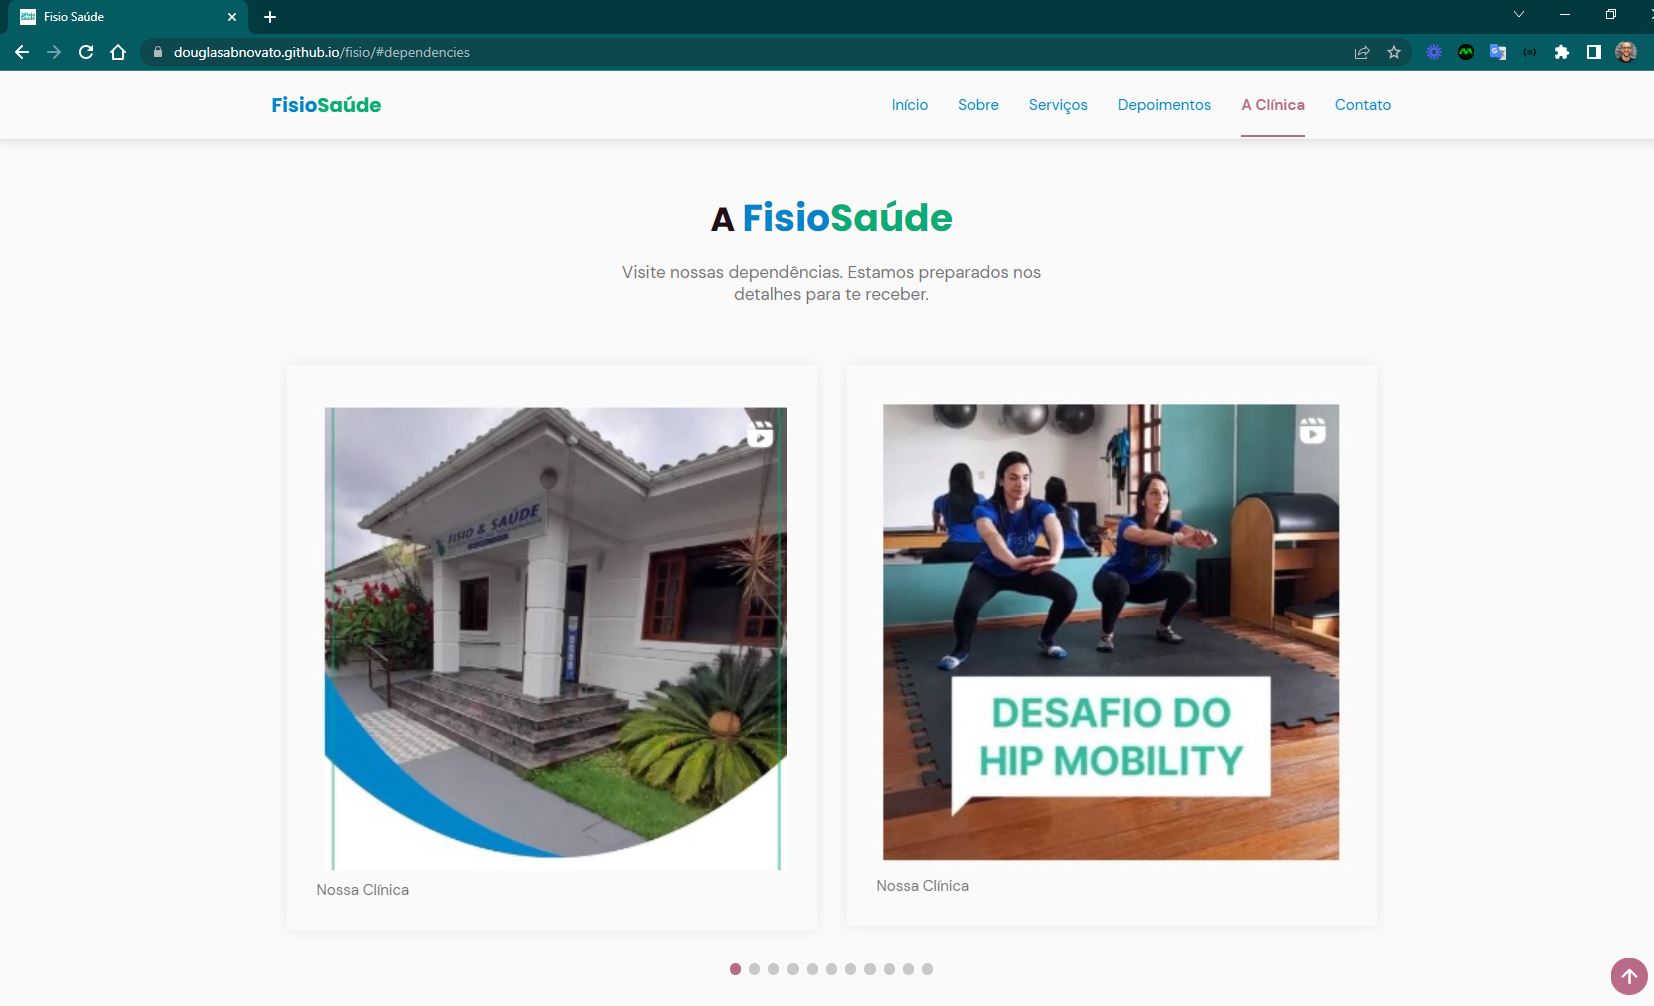 Fisio Saúde
douglasabnovato.github.io/fisio/#dependencies
FisioSaúde
Início
Sobre
Serviços
Depoimentos
A Clínica
Contato
A FisioSaúde
Visite nossas dependências. Estamos preparados nos
detalhes para te receber.
FISIO & SAÚDE
Fisio
DESAFIO DO
HIP MOBILITY
Nossa Clínica
Nossa Clínica